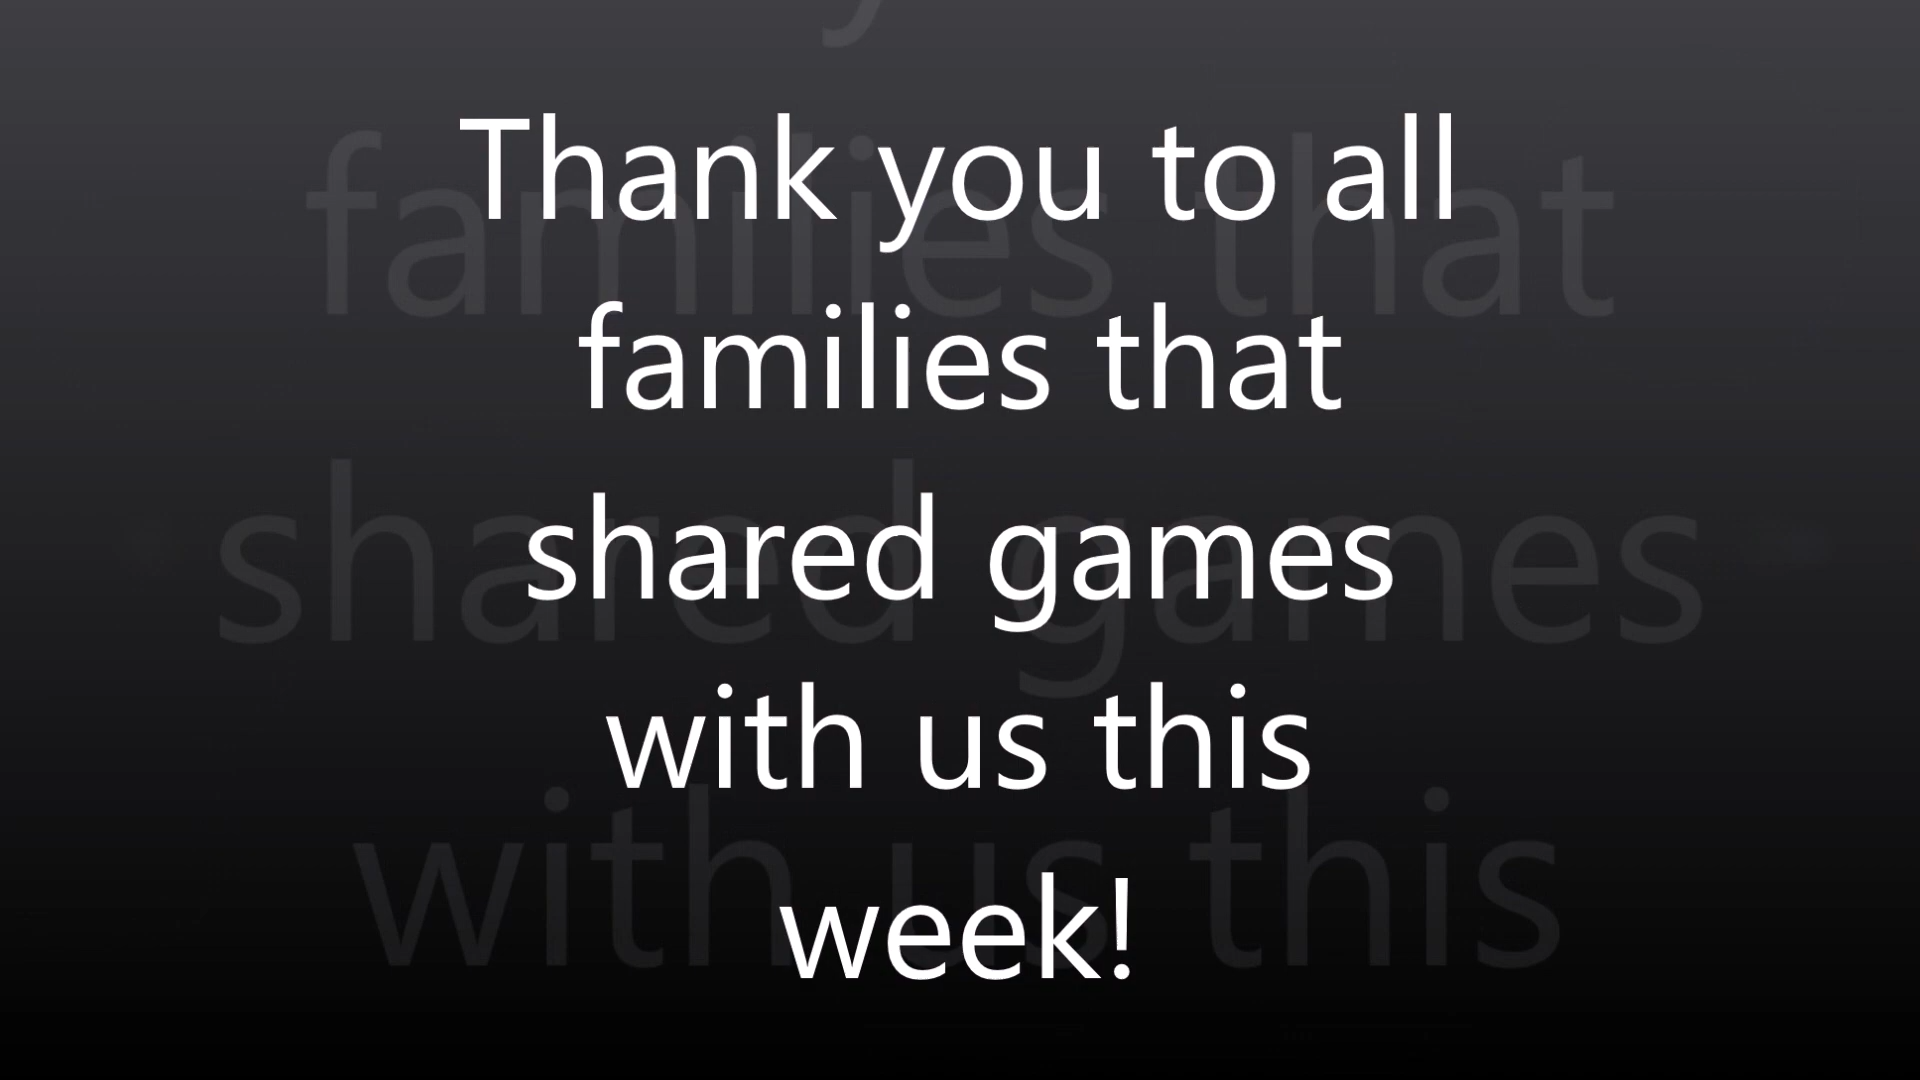 Thank you to all
families that
shared games
with us this
week!